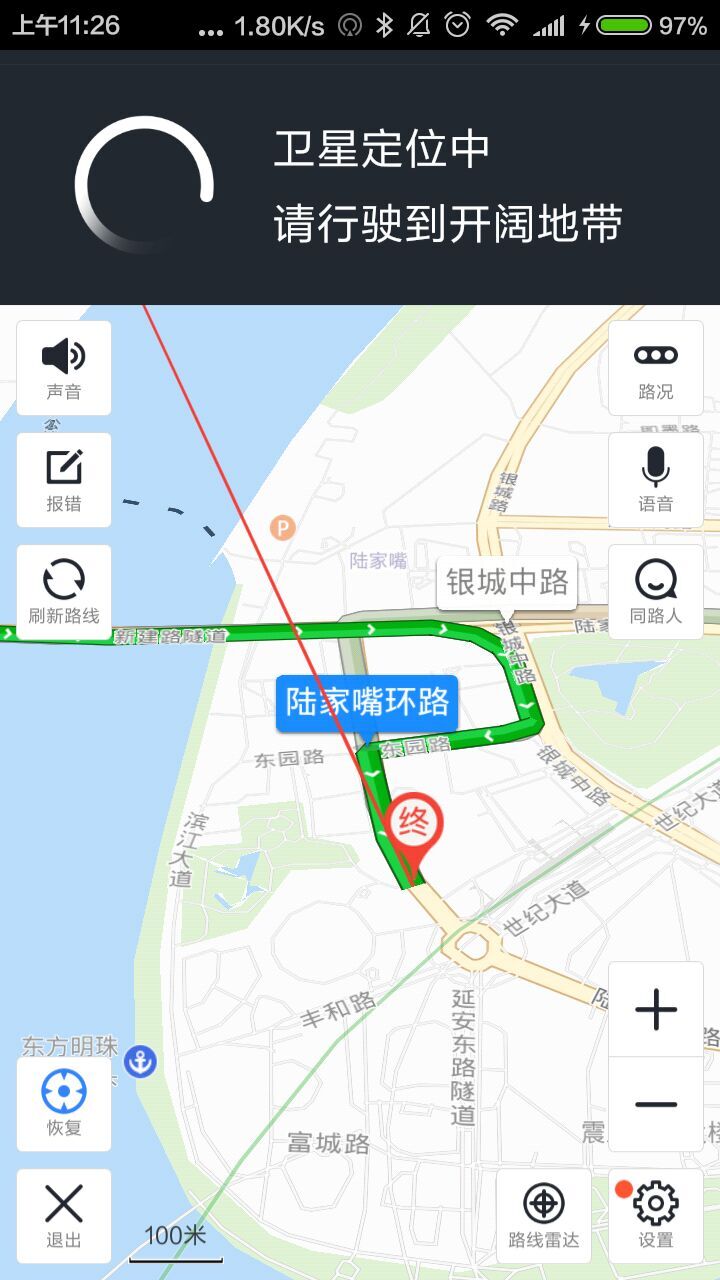 上午11:26
... 1.80K/s
97%
卫星定位中
请行驶到开阔地带
声音
路况
报错
银城路
语音
P
陆家嘴
银城中路
刷新路线
同路人
新建路隧道
银城中路
陆家嘴环路
东园路
东园路
银城中路
世纪大道
终
滨江大道
世纪大道
丰和路
延安东路隧道
东方明珠
恢复
富城路
退出
100米
路线雷达
设置